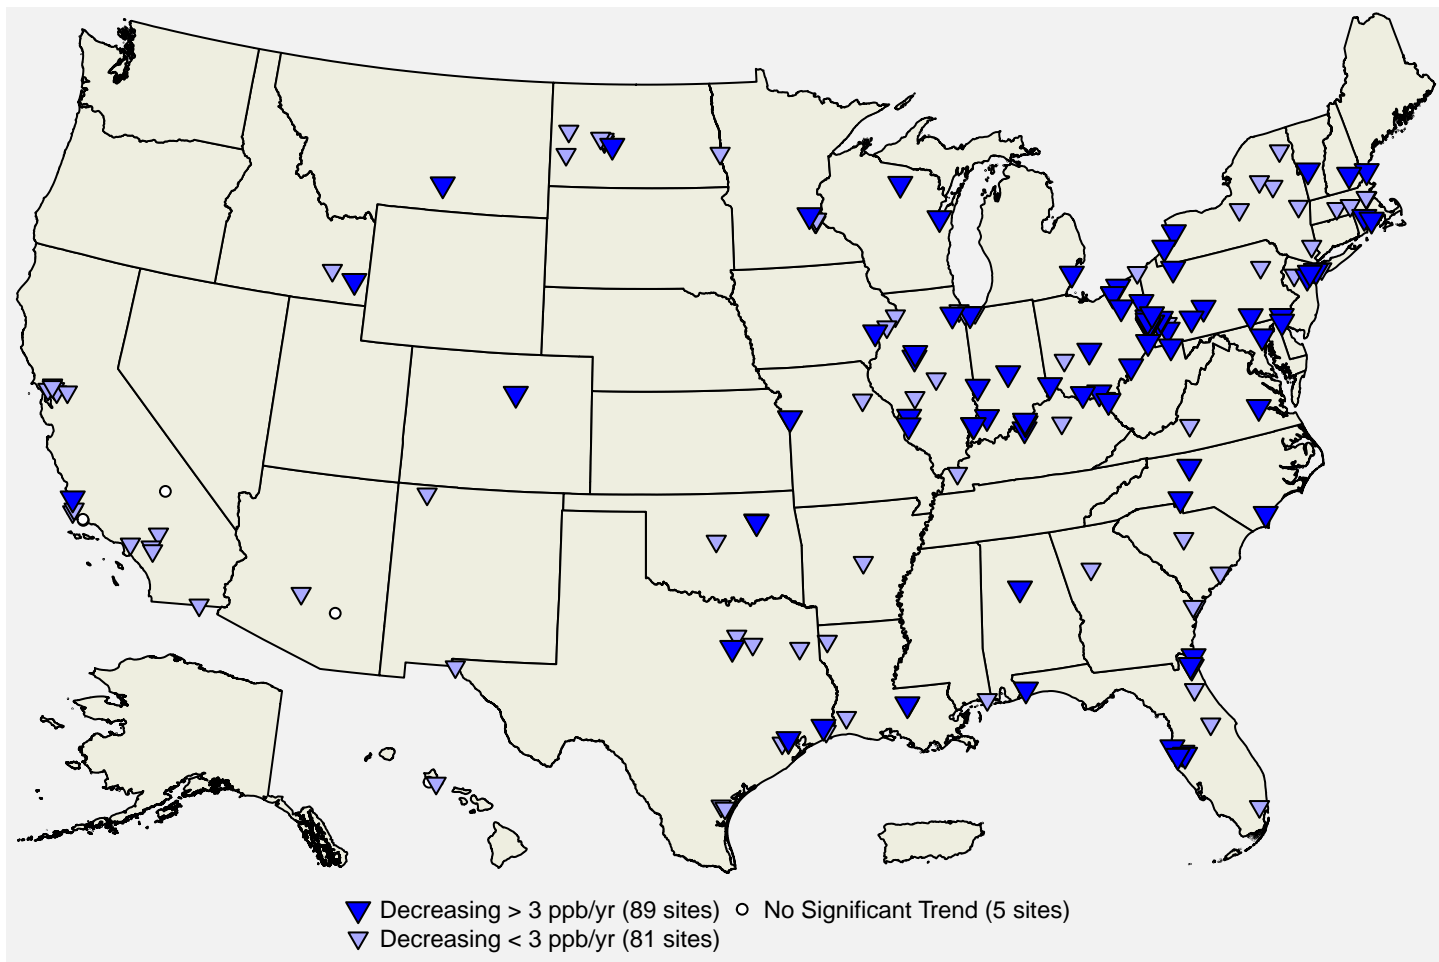 Decreasing > 3 ppb/yr (89 sites) No Significant Trend (5 sites)
Decreasing < 3 ppb/yr (81 sites)